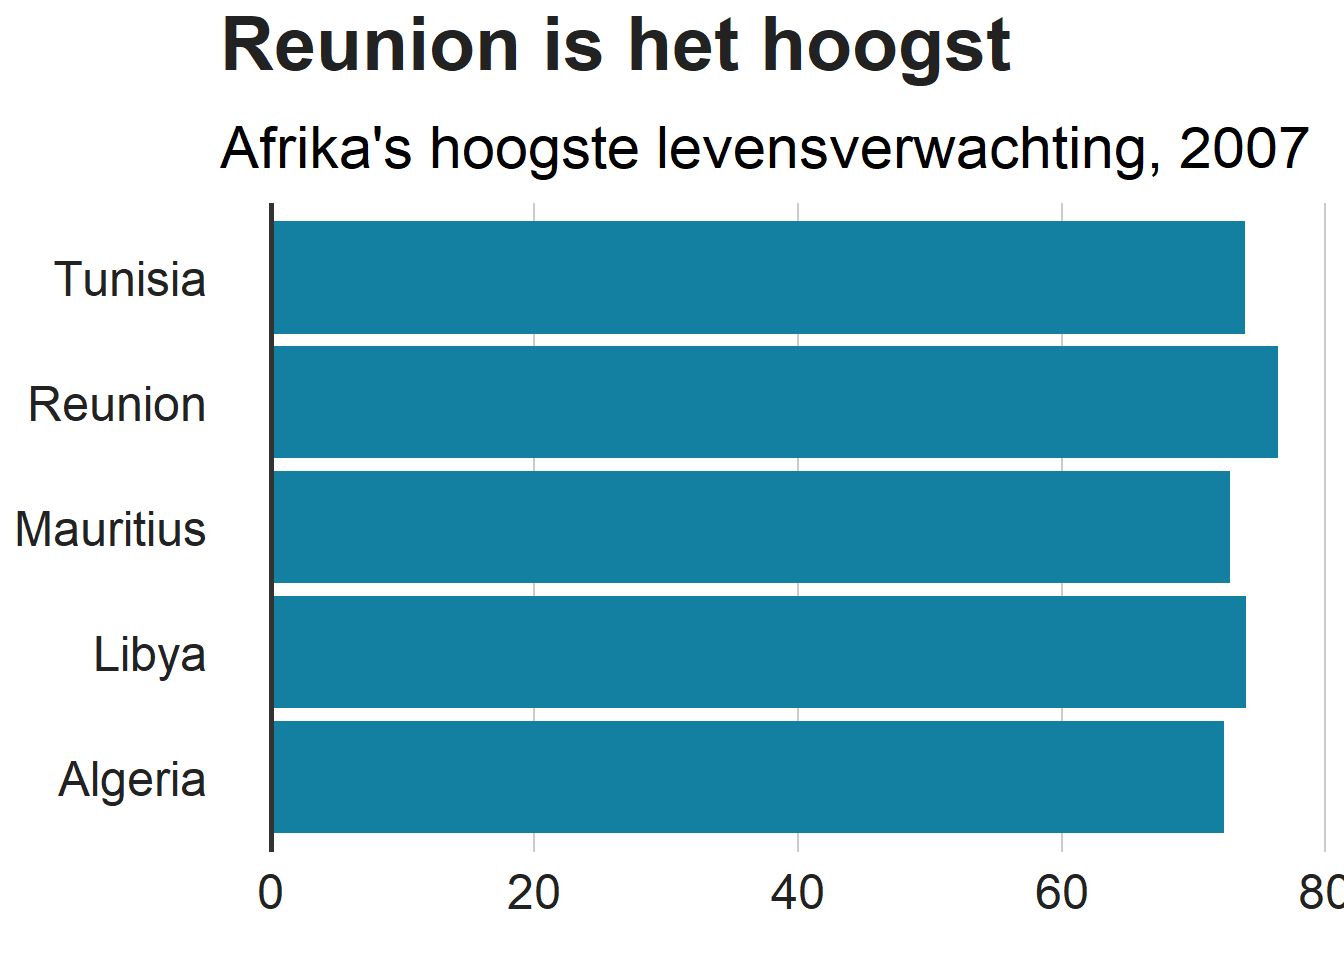 Reunion is het hoogst
Afrika's hoogste levensverwachting, 2007
Tunisia
Reunion
Mauritius
Libya
Algeria
0 20 40 60 80